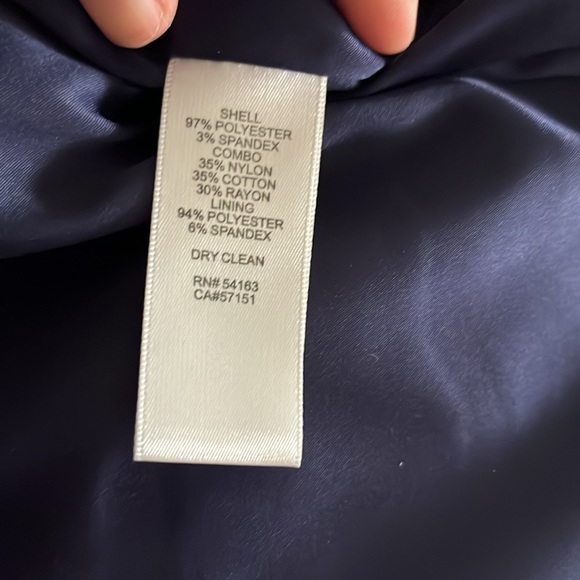 SHELL
97% POLYESTER
3% SPANDEX
COMBO
35% NYLON
35% COTTON
30% RAYON
LINING
94% POLYESTER
6% SPANDEX
DRY CLEAN
RN# 54163
CA#57151